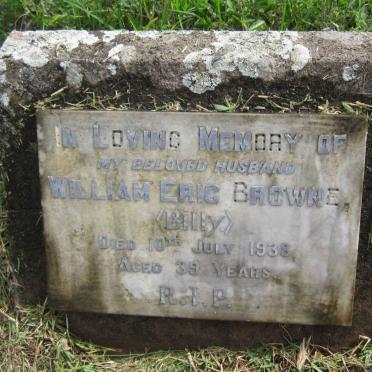 IN LOVING MEMORY OF
MY BELOVED HUSBAND
WILLIAM ERIC BROWNE,
(Billy)
DIED 10TH JULY 1938
AGED 39 YEARS
R.I.P.